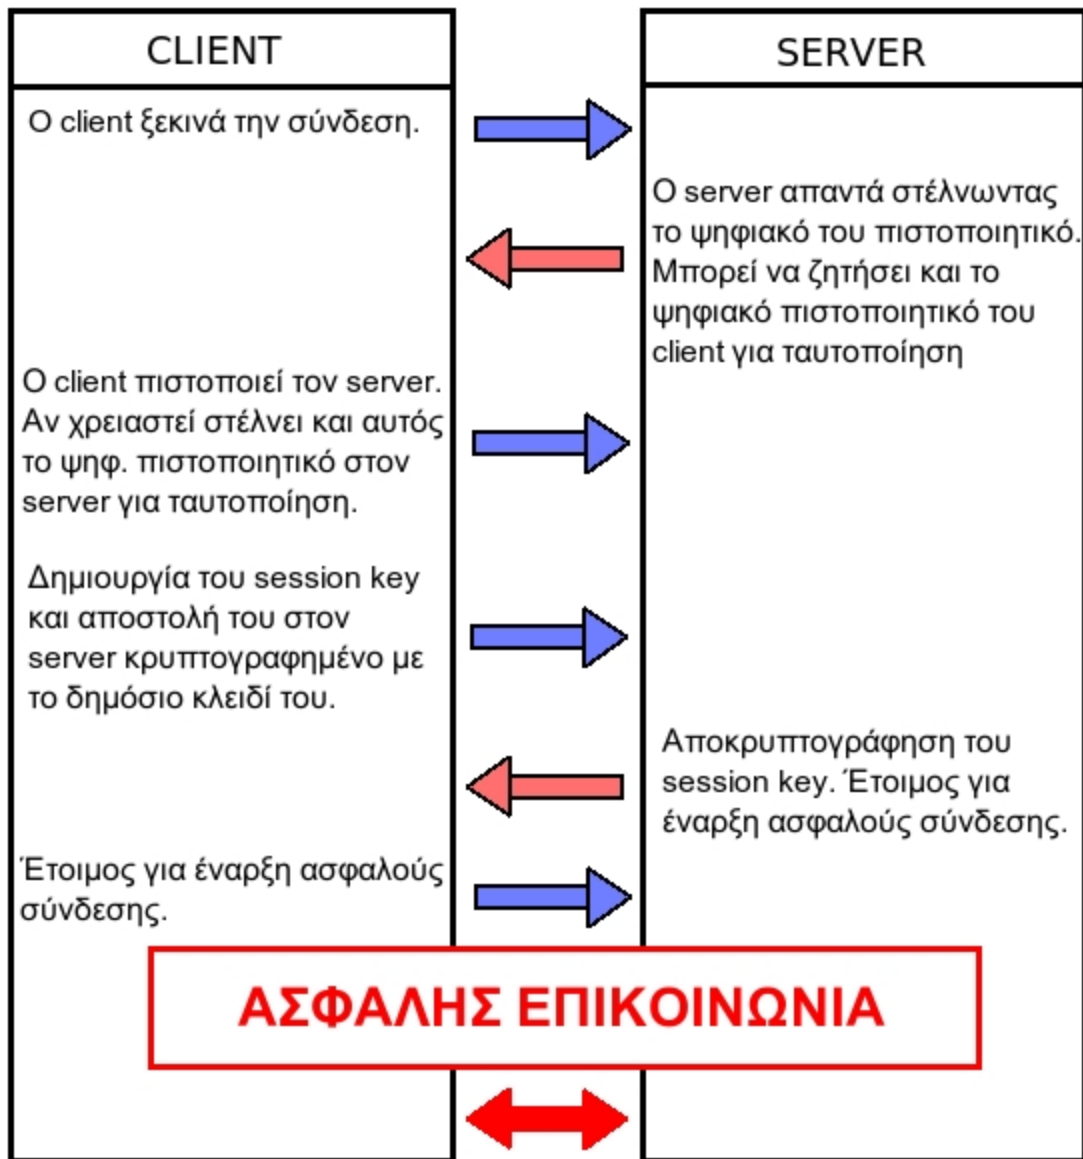 CLIENT
SERVER
Ο client ξεκινά την σύνδεση.
Ο server απαντά στέλνωντας
το ψηφιακό του πιστοποιητικό.
Μπορεί να ζητήσει και το
ψηφιακό πιστοποιητικό του
client για ταυτοποίηση
Ο client πιστοποιεί τον server.
Αν χρειαστεί στέλνει και αυτός
το ψηφ. πιστοποιητικό στον
server για ταυτοποίηση.
Δημιουργία του session key
και αποστολή του στον
server κρυπτογραφημένο με
το δημόσιο κλειδί του.
Αποκρυπτογράφηση του
session key. Έτοιμος για
έναρξη ασφαλούς σύνδεσης.
Έτοιμος για έναρξη ασφαλούς
σύνδεσης.
ΑΣΦΑΛΗΣ ΕΠΙΚΟΙΝΩΝΙΑ